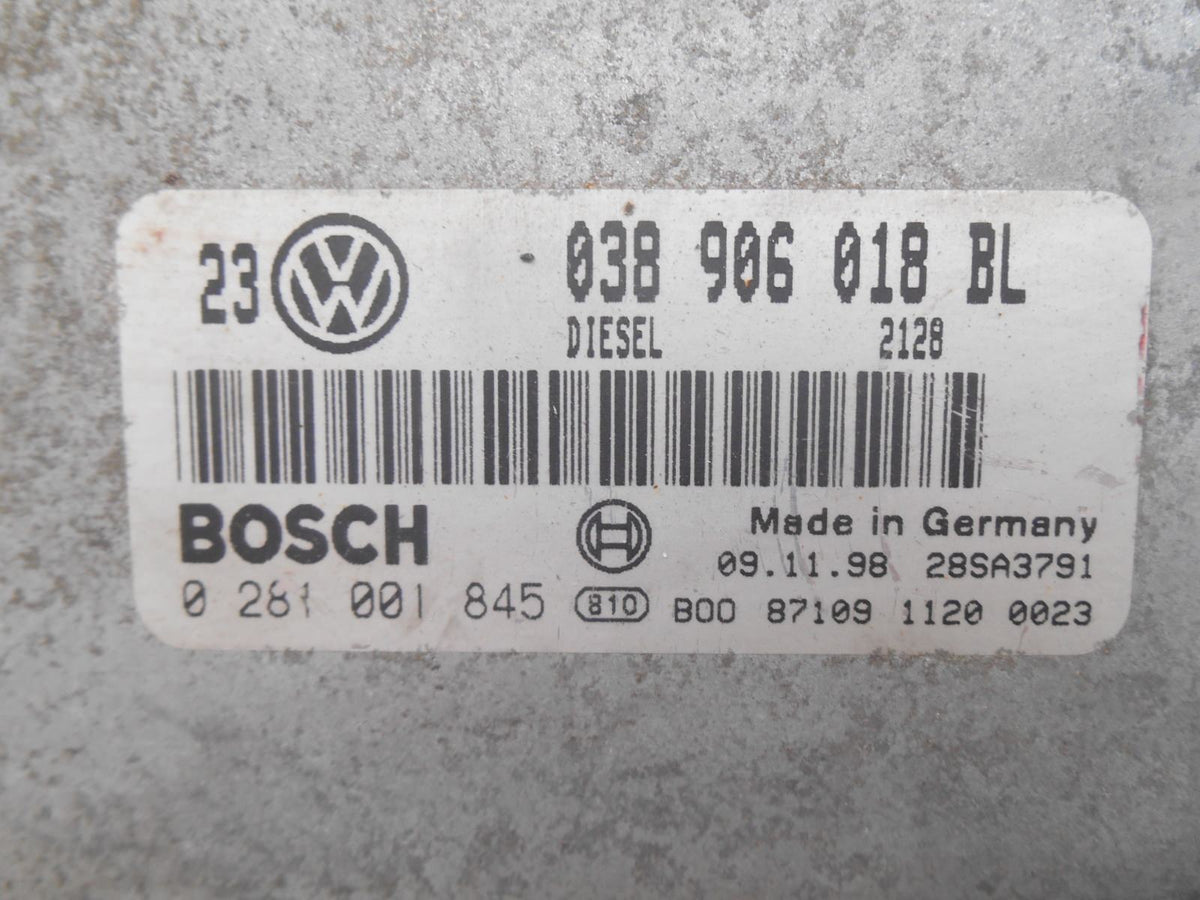 23 038 906 018 BL
DIESEL 2128
BOSCH Made in Germany
09.11.98 28SA3791
0 281 001 845 810 B00 87109 1120 0023